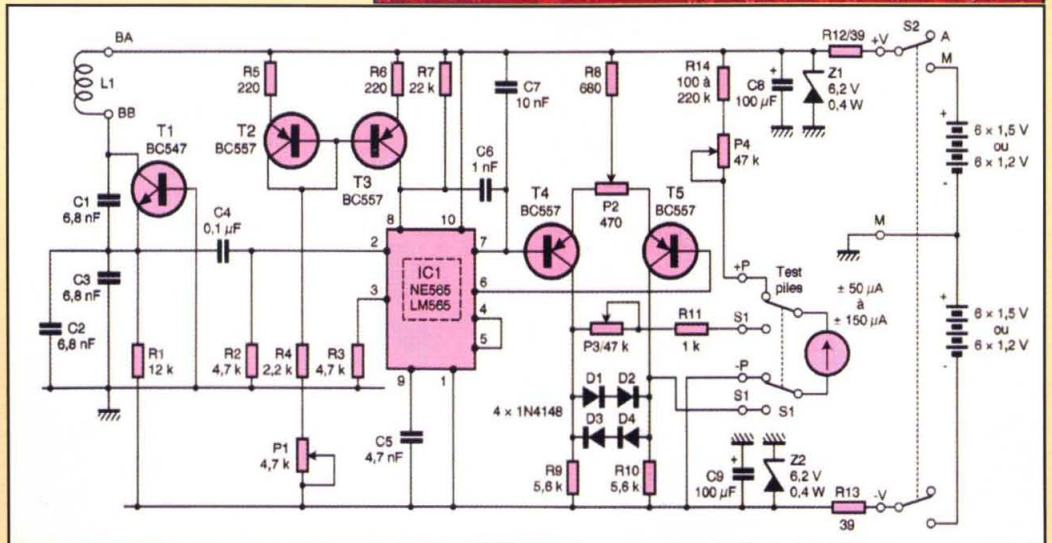 BA
L1
BB
T1
BC547
C1
6,8 nF
C3
6,8 nF
C2
6,8 nF
R1
12 k
C4
0,1 µF
R2
4,7 k
R5
220
T2
BC557
R6
220
R7
22 k
T3
BC557
R4
2,2 k
P1
4,7 k
R3
4,7 k
C6
1 nF
C7
10 nF
8
10
2
3
7
6
4
5
9
1
IC1
NE565
LM565
C5
4,7 nF
R8
680
T4
BC557
P2
470
T5
BC557
P3/47 k
R11
1 k
D1
D2
D3
D4
4 × 1N4148
R9
5,6 k
R10
5,6 k
R14
100 à
220 k
P4
47 k
+P
Test
piles
S1
-P
S1
S1
± 50 µA
à
± 150 µA
+
C8
100 µF
Z1
6,2 V
0,4 W
R12/39
+V
S2
A
M
+
6 × 1,5 V
ou
6 × 1,2 V
-
M
+
6 × 1,5 V
ou
6 × 1,2 V
-
+
C9
100 µF
Z2
6,2 V
0,4 W
R13
39
-V